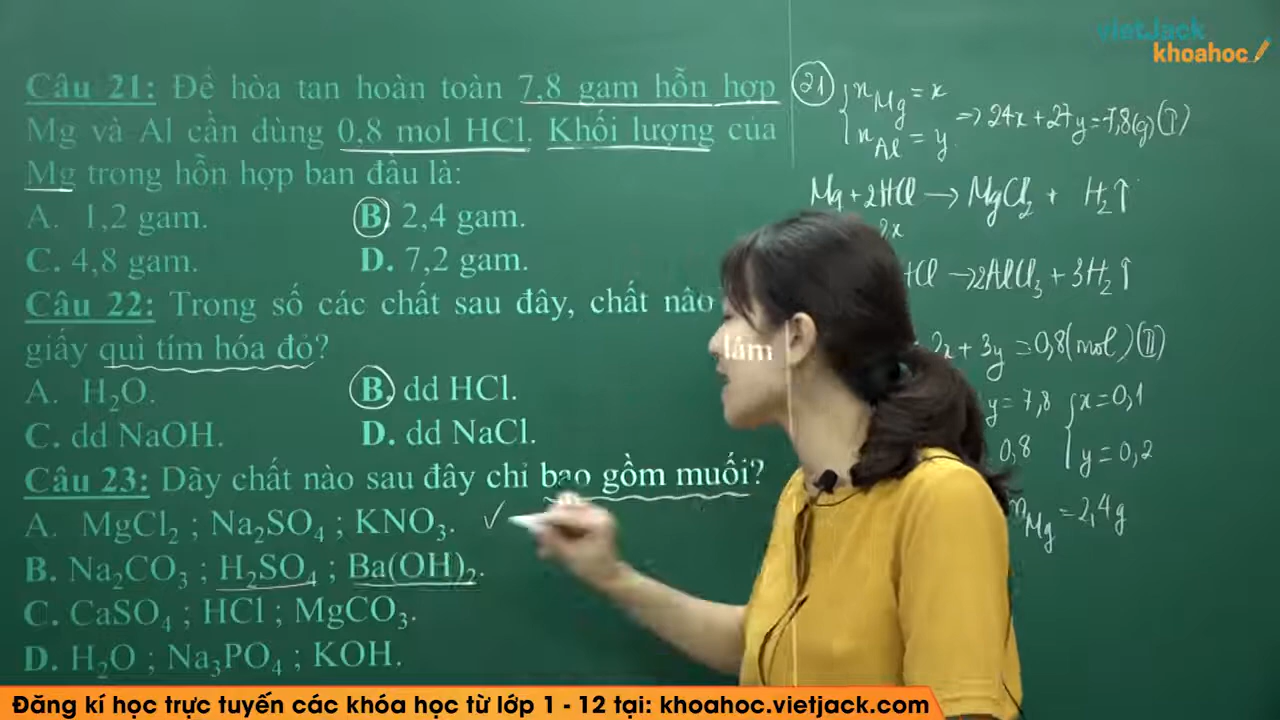 vietJack
khoahoc
Câu 21: Để hòa tan hoàn toàn 7,8 gam hỗn hợp
Mg và Al cần dùng 0,8 mol HCl. Khối lượng của
Mg trong hỗn hợp ban đầu là:
A. 1,2 gam.
B. 2,4 gam.
C. 4,8 gam.
D. 7,2 gam.
Câu 22: Trong số các chất sau đây, chất nào làm
giấy quì tím hóa đỏ?
A. H₂O.
B. dd HCl.
C. dd NaOH.
D. dd NaCl.
Câu 23: Dãy chất nào sau đây chỉ bao gồm muối?
A. MgCl₂ ; Na₂SO₄ ; KNO₃. ✓
B. Na₂CO₃ ; H₂SO₄ ; Ba(OH)₂.
C. CaSO₄ ; HCl ; MgCO₃.
D. H₂O ; Na₃PO₄ ; KOH.
21
n Mg = x
n Al = y
=> 24x + 27y = 7,8(g) (I)
Mg + 2HCl → MgCl₂ + H₂↑
2x
HCl → 2AlCl₃ + 3H₂↑
2x + 3y = 0,8 (mol) (II)
y = 7,8
0,8
x = 0,1
y = 0,2
Mg = 2,4g
Đăng kí học trực tuyến các khóa học từ lớp 1 - 12 tại: khoahoc.vietjack.com